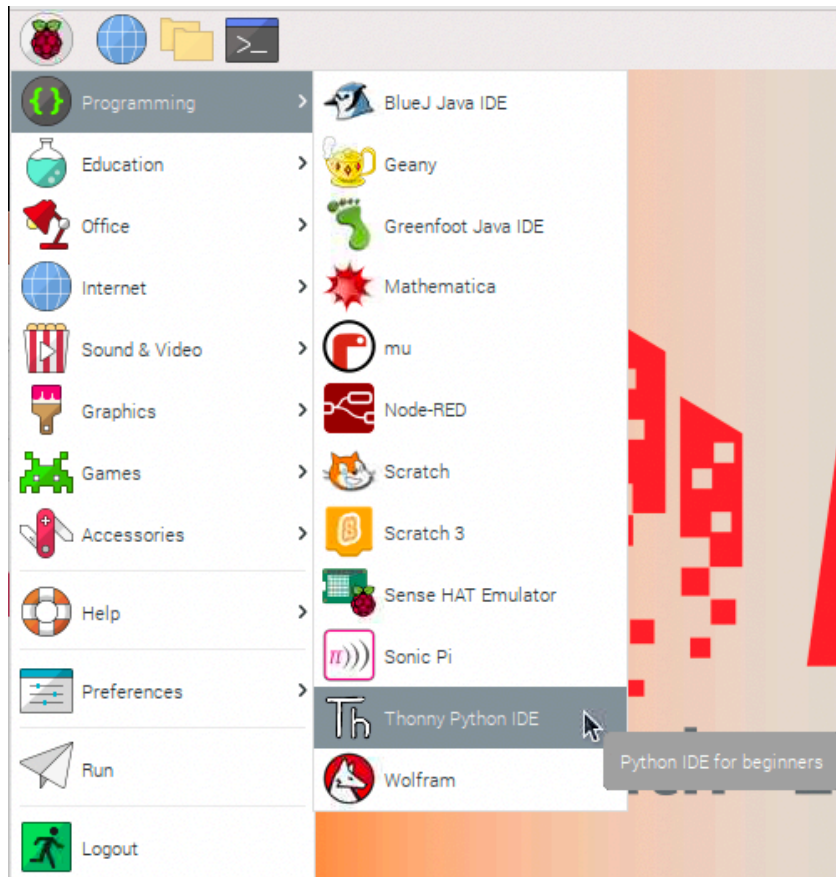 Programming
Education
Office
Internet
Sound & Video
Graphics
Games
Accessories
Help
Preferences
Run
Logout
BlueJ Java IDE
Geany
Greenfoot Java IDE
Mathematica
mu
Node-RED
Scratch
Scratch 3
Sense HAT Emulator
Sonic Pi
Thonny Python IDE
Wolfram
Python IDE for beginners